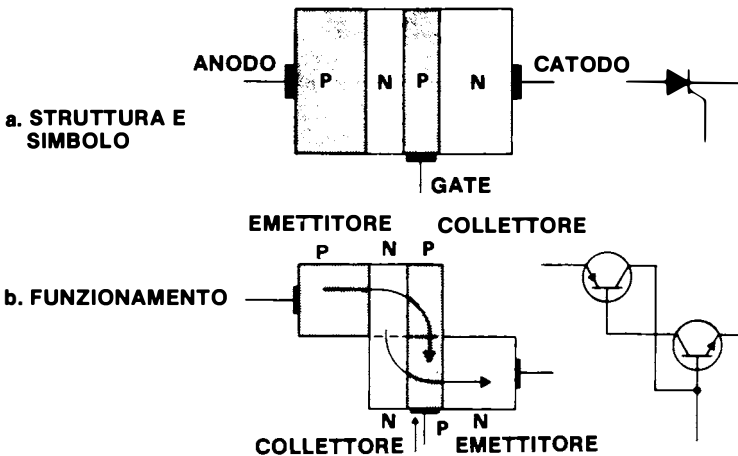 ANODO
P N P N
CATODO
a. STRUTTURA E
SIMBOLO
GATE
EMETTITORE
COLLETTORE
P N P
b. FUNZIONAMENTO
N P N
COLLETTORE
EMETTITORE